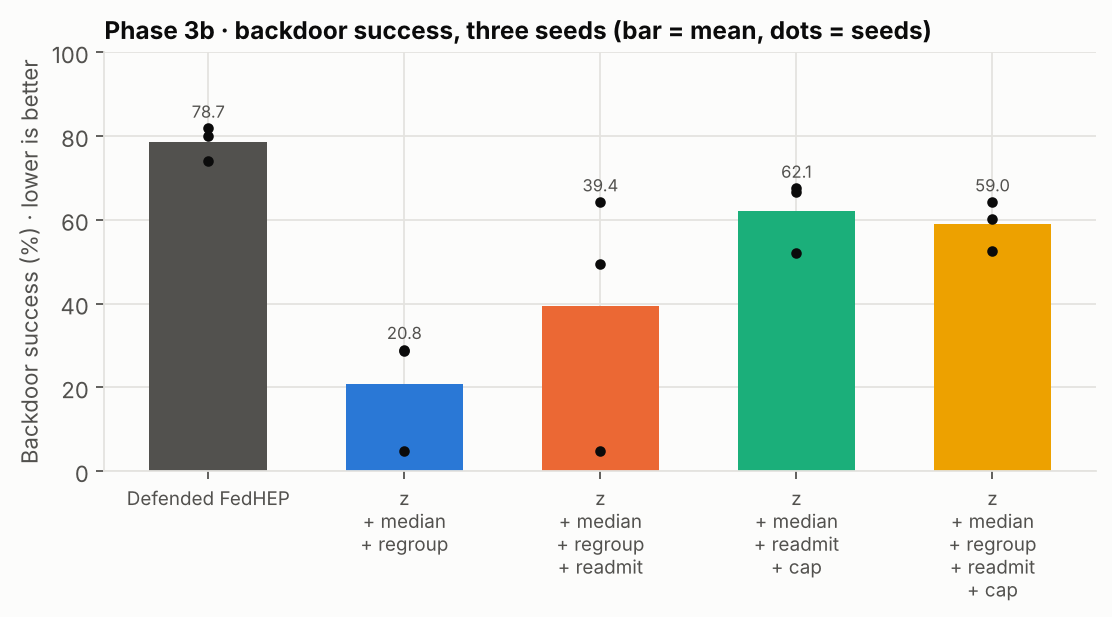 Phase 3b · backdoor success, three seeds (bar = mean, dots = seeds)
Backdoor success (%) · lower is better
100
80
60
40
20
0
78.7
20.8
39.4
62.1
59.0
Defended FedHEP
z
+ median
+ regroup
z
+ median
+ regroup
+ readmit
z
+ median
+ readmit
+ cap
z
+ median
+ regroup
+ readmit
+ cap